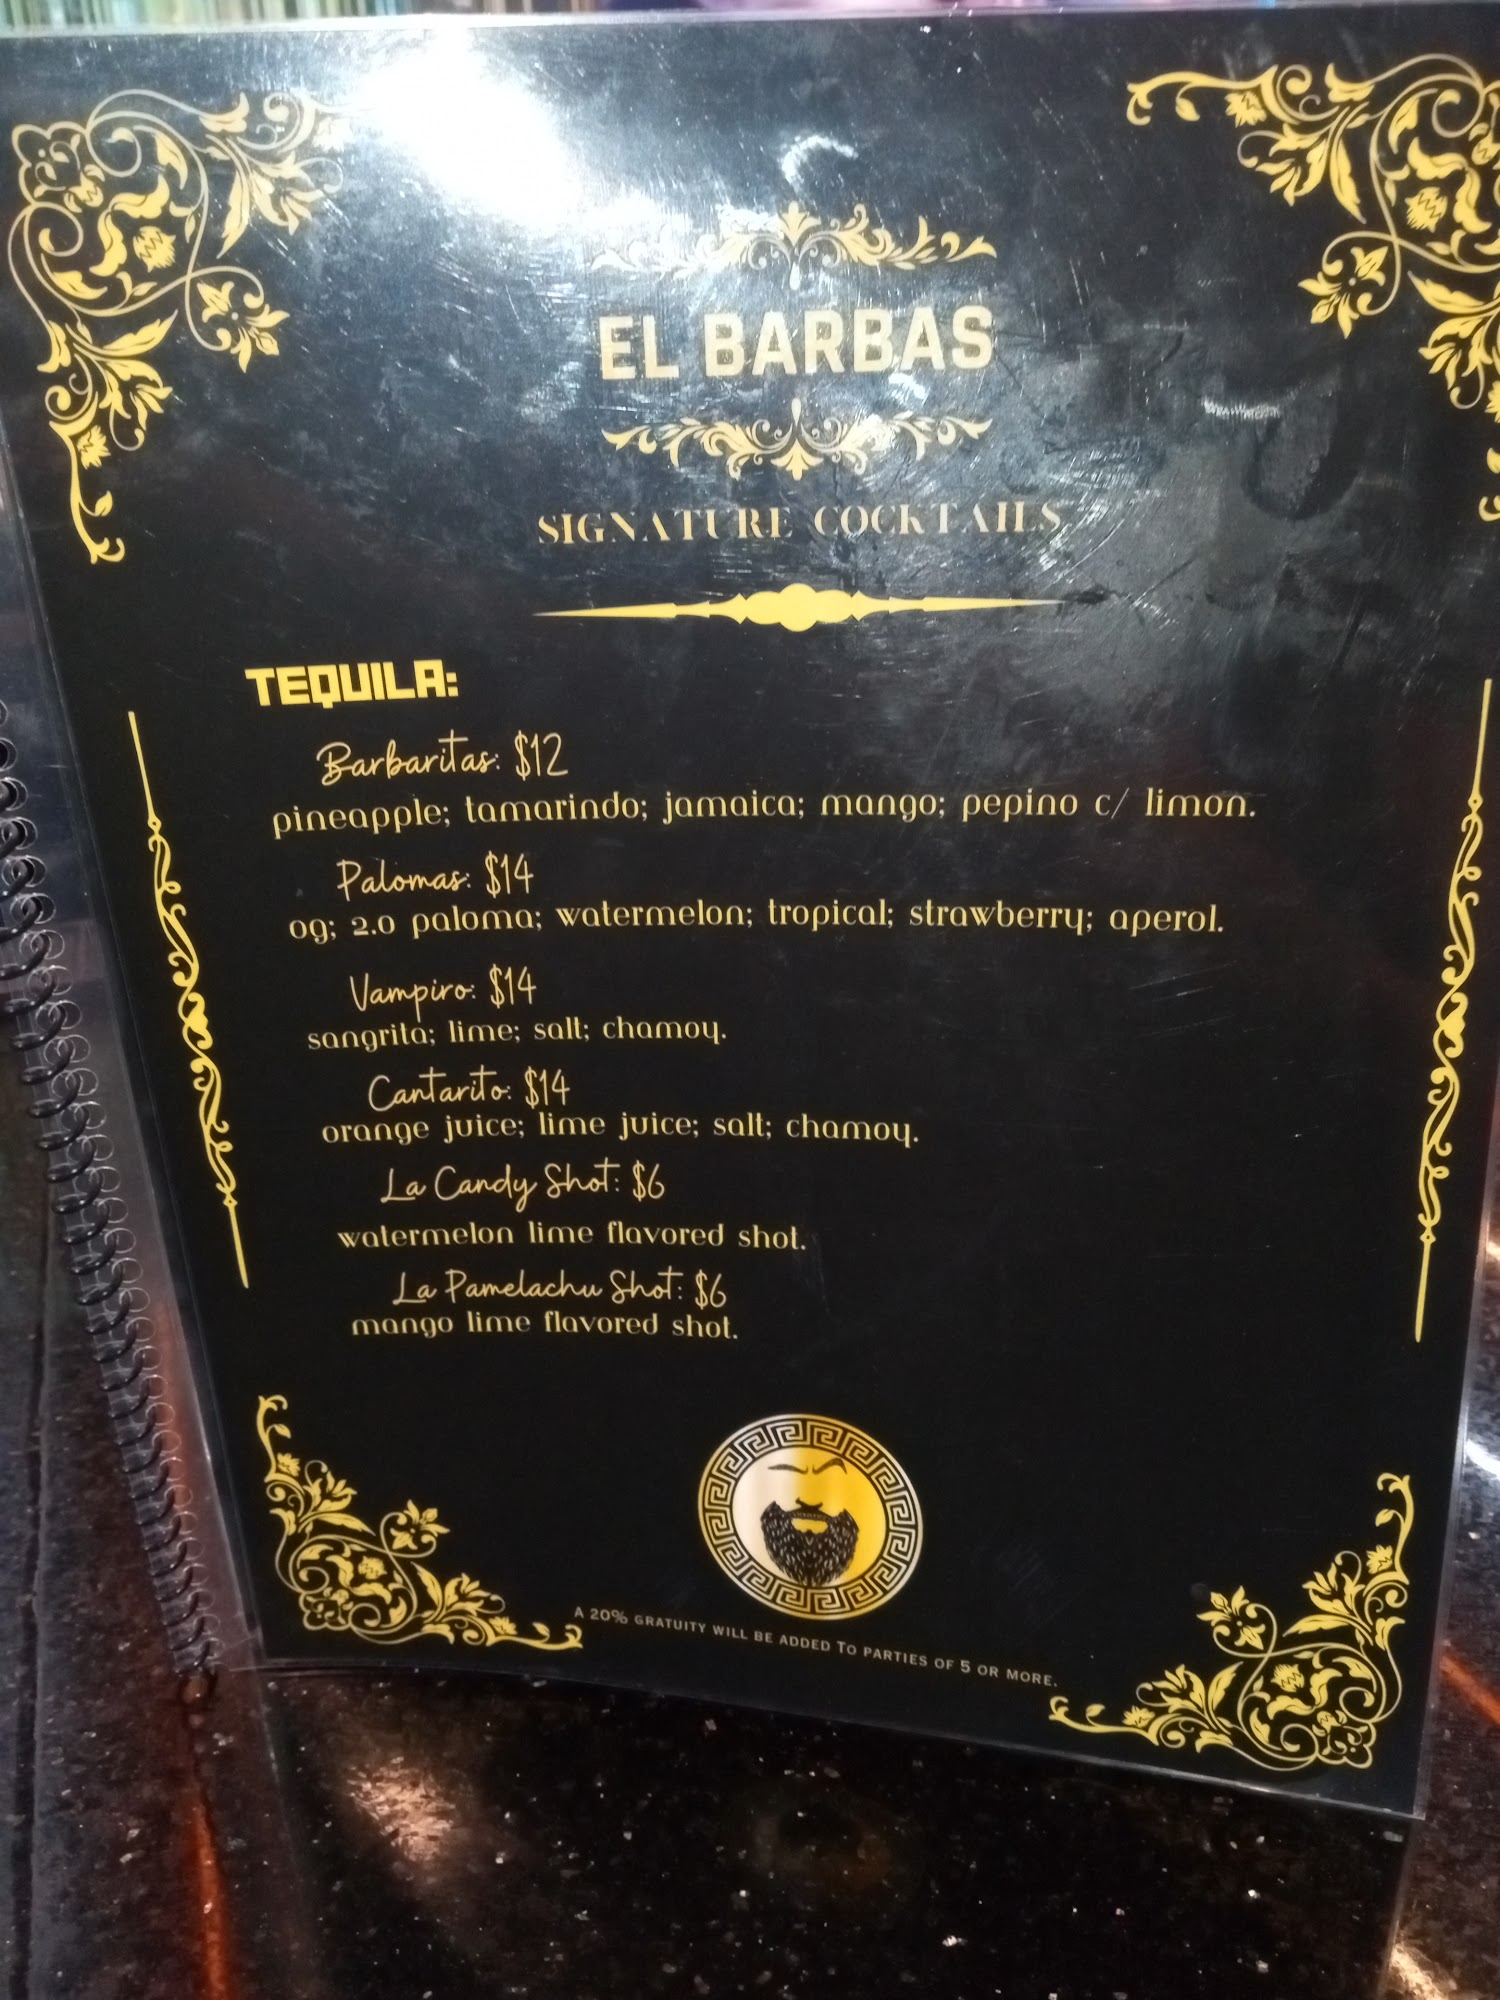 EL BARBAS
SIGNATURE COCKTAILS
TEQUILA:
Barbaritas: $12
pineapple; tamarindo; jamaica; mango; pepino c/ limon.
Palomas: $14
og; 2.0 paloma; watermelon; tropical; strawberry; aperol.
Vampiro: $14
sangrita; lime; salt; chamoy.
Cantarito: $14
orange juice; lime juice; salt; chamoy.
La Candy Shot: $6
watermelon lime flavored shot.
La Pamelachu Shot: $6
mango lime flavored shot.
A 20% GRATUITY WILL BE ADDED TO PARTIES OF 5 OR MORE.